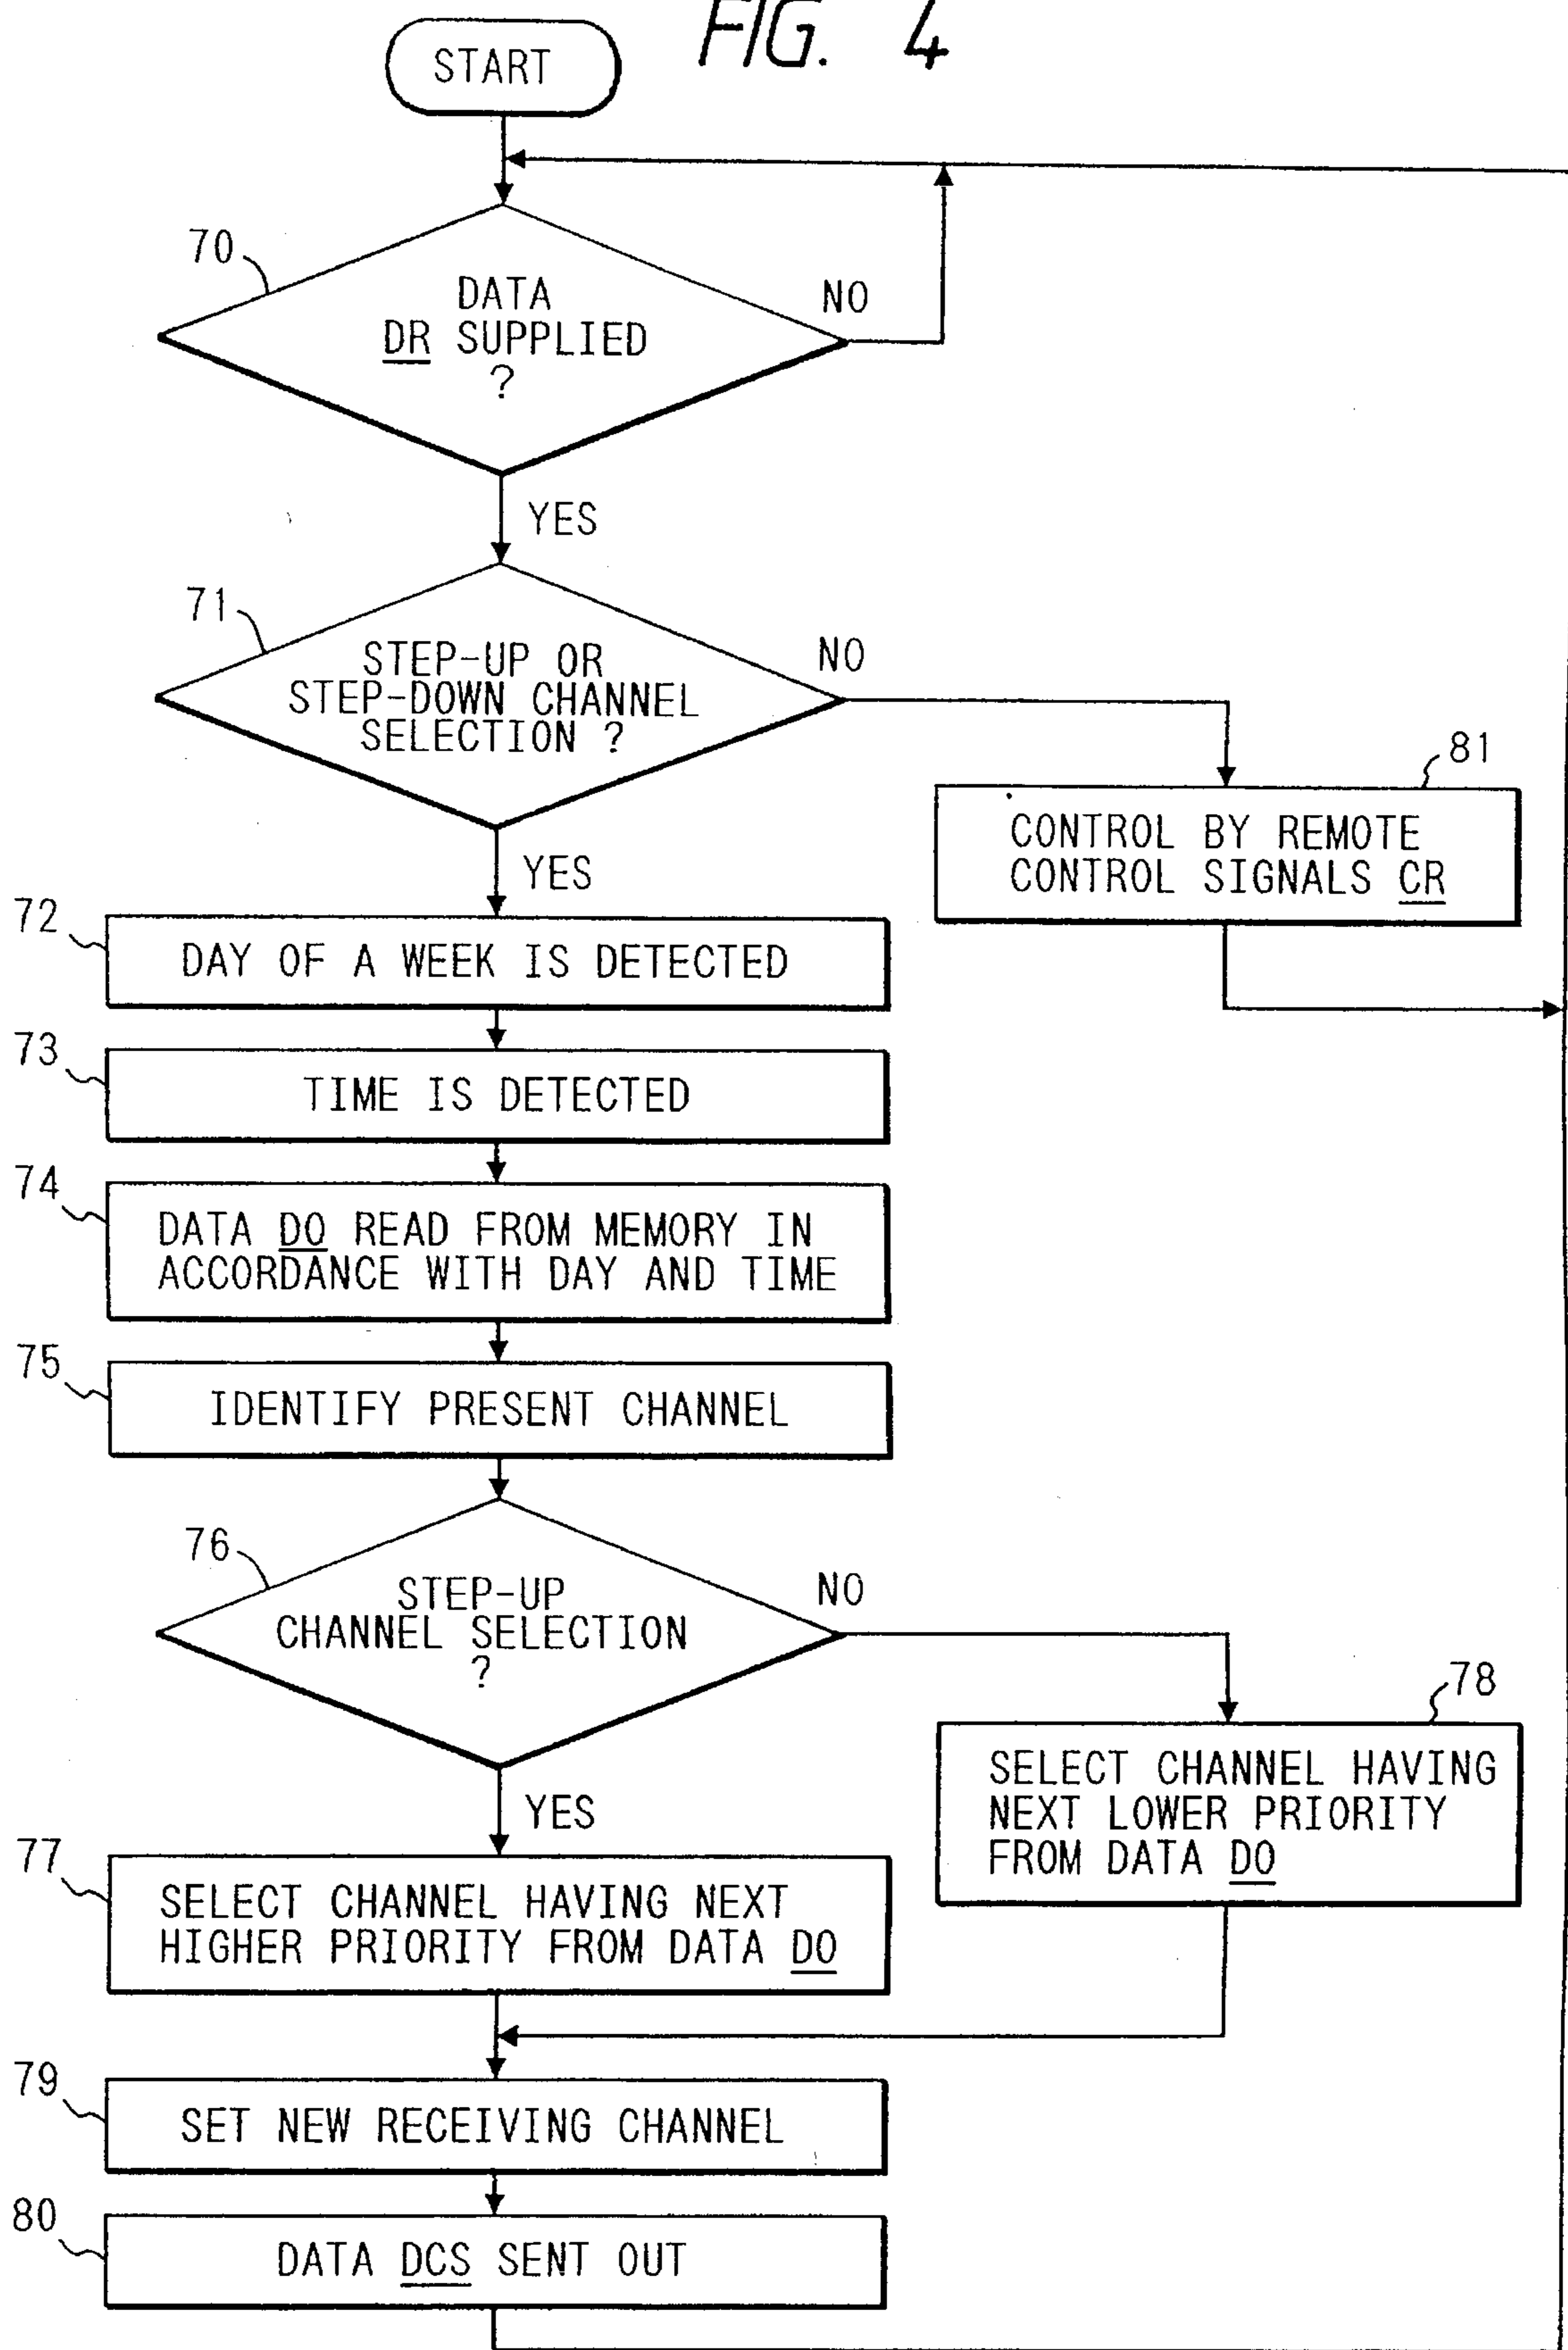 FIG. 4
START
70
DATA
DR SUPPLIED
?
NO
YES
71
STEP-UP OR
STEP-DOWN CHANNEL
SELECTION ?
NO
YES
81
CONTROL BY REMOTE
CONTROL SIGNALS CR
72
DAY OF A WEEK IS DETECTED
73
TIME IS DETECTED
74
DATA DO READ FROM MEMORY IN
ACCORDANCE WITH DAY AND TIME
75
IDENTIFY PRESENT CHANNEL
76
STEP-UP
CHANNEL SELECTION
?
NO
YES
78
SELECT CHANNEL HAVING
NEXT LOWER PRIORITY
FROM DATA DO
77
SELECT CHANNEL HAVING NEXT
HIGHER PRIORITY FROM DATA DO
79
SET NEW RECEIVING CHANNEL
80
DATA DCS SENT OUT